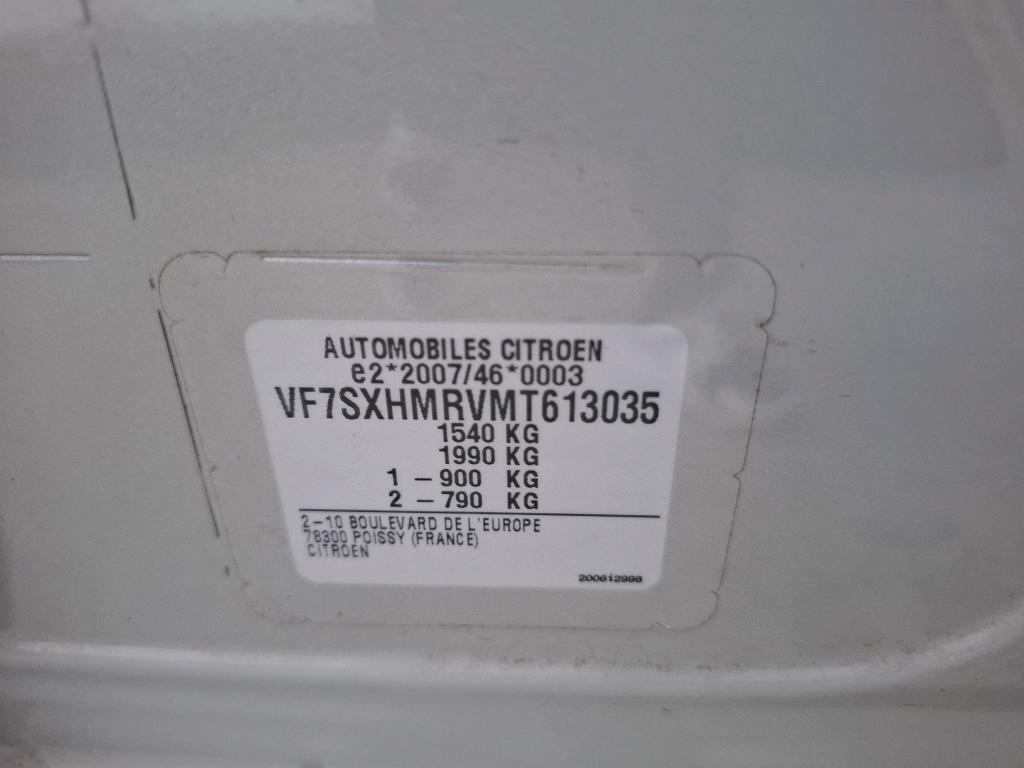 AUTOMOBILES CITROEN
e2*2007/46*0003
VF7SXHMRVMT613035
1540 KG
1990 KG
1 – 900 KG
2 – 790 KG
2–10 BOULEVARD DE L'EUROPE
78300 POISSY (FRANCE)
CITROEN
200612998